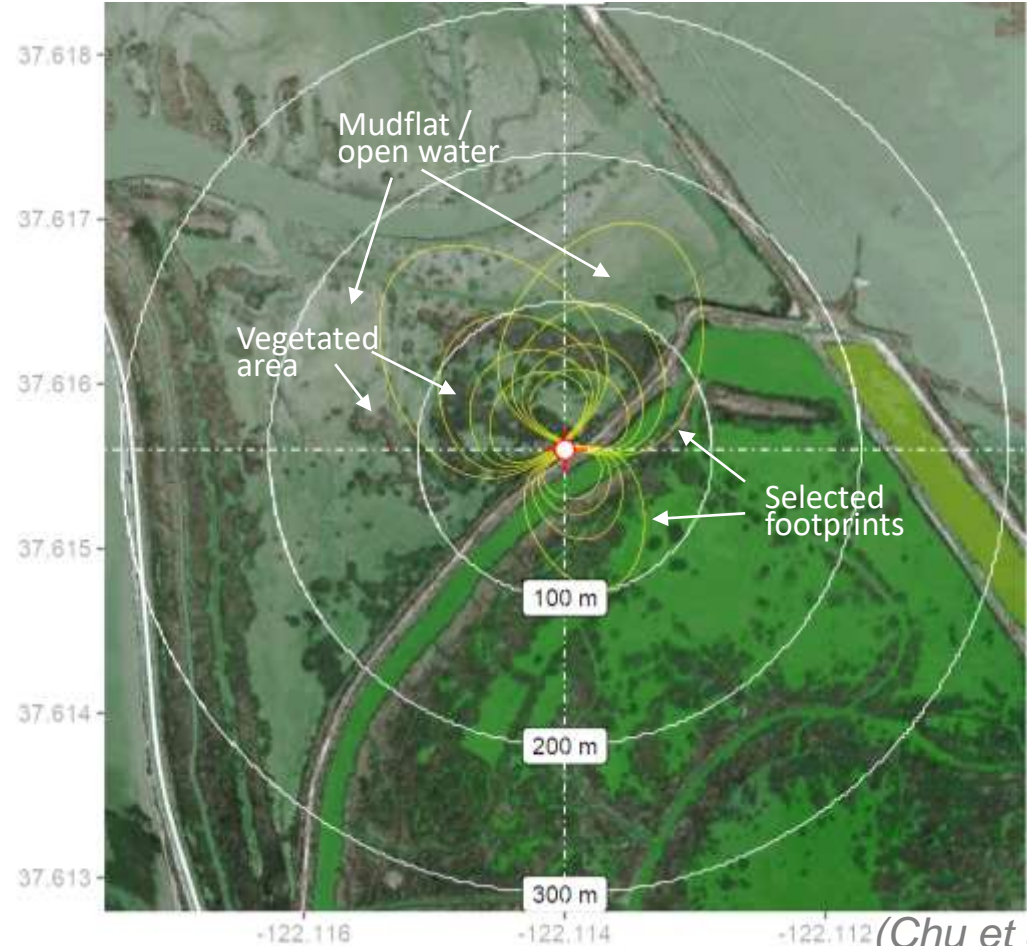 37.618
Mudflat /
open water
37.617
Vegetated
area
37.616
Selected
footprints
37.615
100 m
37.614
200 m
37.613
300 m
-122.116
-122.114
-122.112
(Chu et